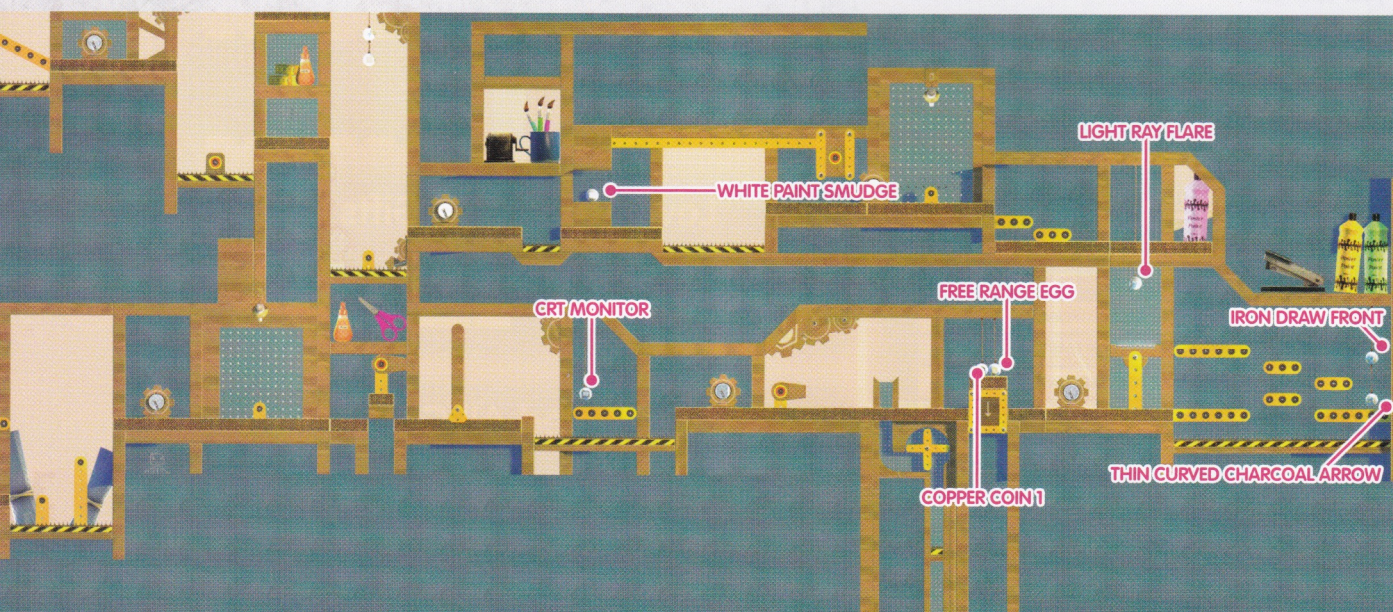 LIGHT RAY FLARE
WHITE PAINT SMUDGE
FREE RANGE EGG
CRT MONITOR
IRON DRAW FRONT
THIN CURVED CHARCOAL ARROW
COPPER COIN 1